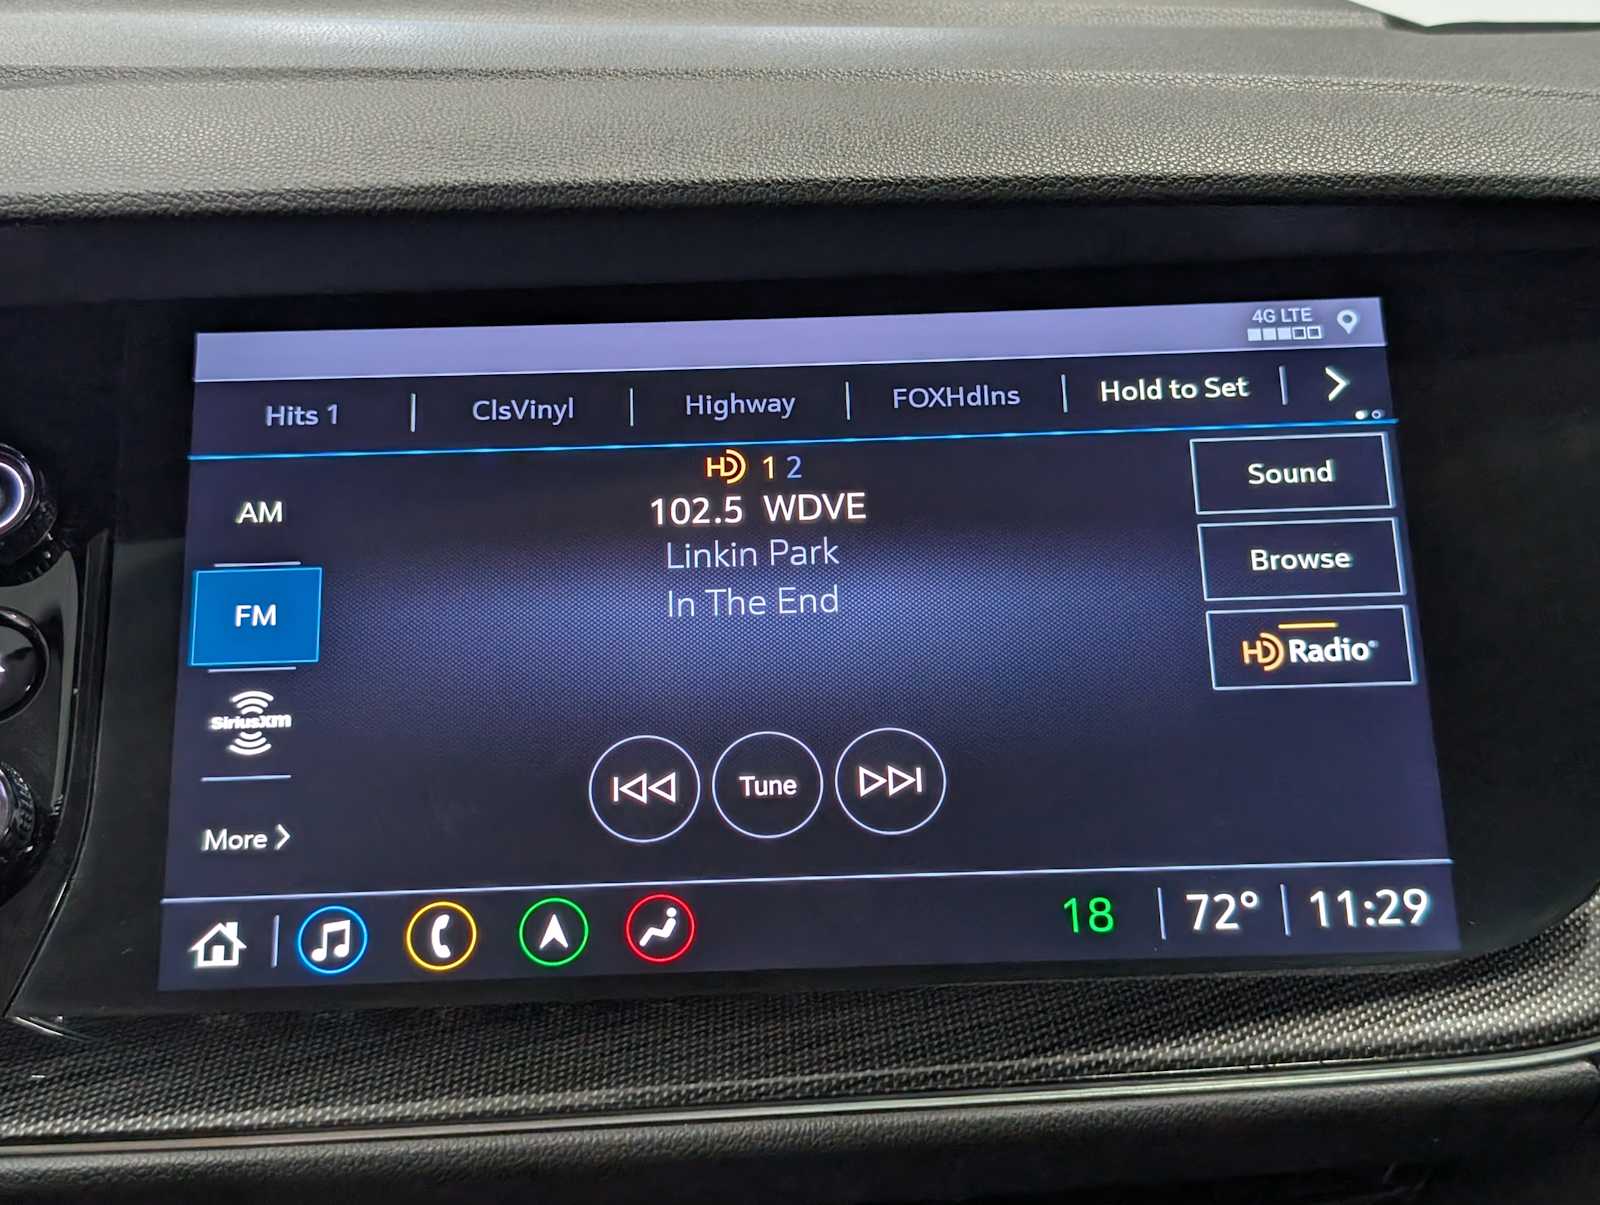 4G LTE
Hits 1
ClsVinyl
Highway
FOXHdlns
Hold to Set
HD 1 2
102.5 WDVE
Linkin Park
In The End
AM
FM
SiriusXM
More
Sound
Browse
HD Radio®
Tune
18
72°
11:29